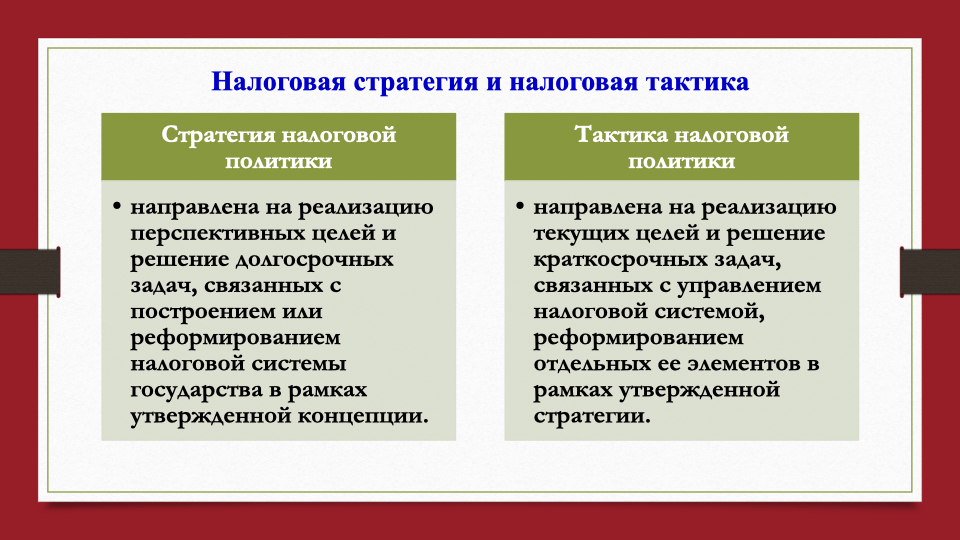 Налоговая стратегия и налоговая тактика
Стратегия налоговой
политики
• направлена на реализацию
перспективных целей и
решение долгосрочных
задач, связанных с
построением или
реформированием
налоговой системы
государства в рамках
утвержденной концепции.
Тактика налоговой
политики
• направлена на реализацию
текущих целей и решение
краткосрочных задач,
связанных с управлением
налоговой системой,
реформированием
отдельных ее элементов в
рамках утвержденной
стратегии.